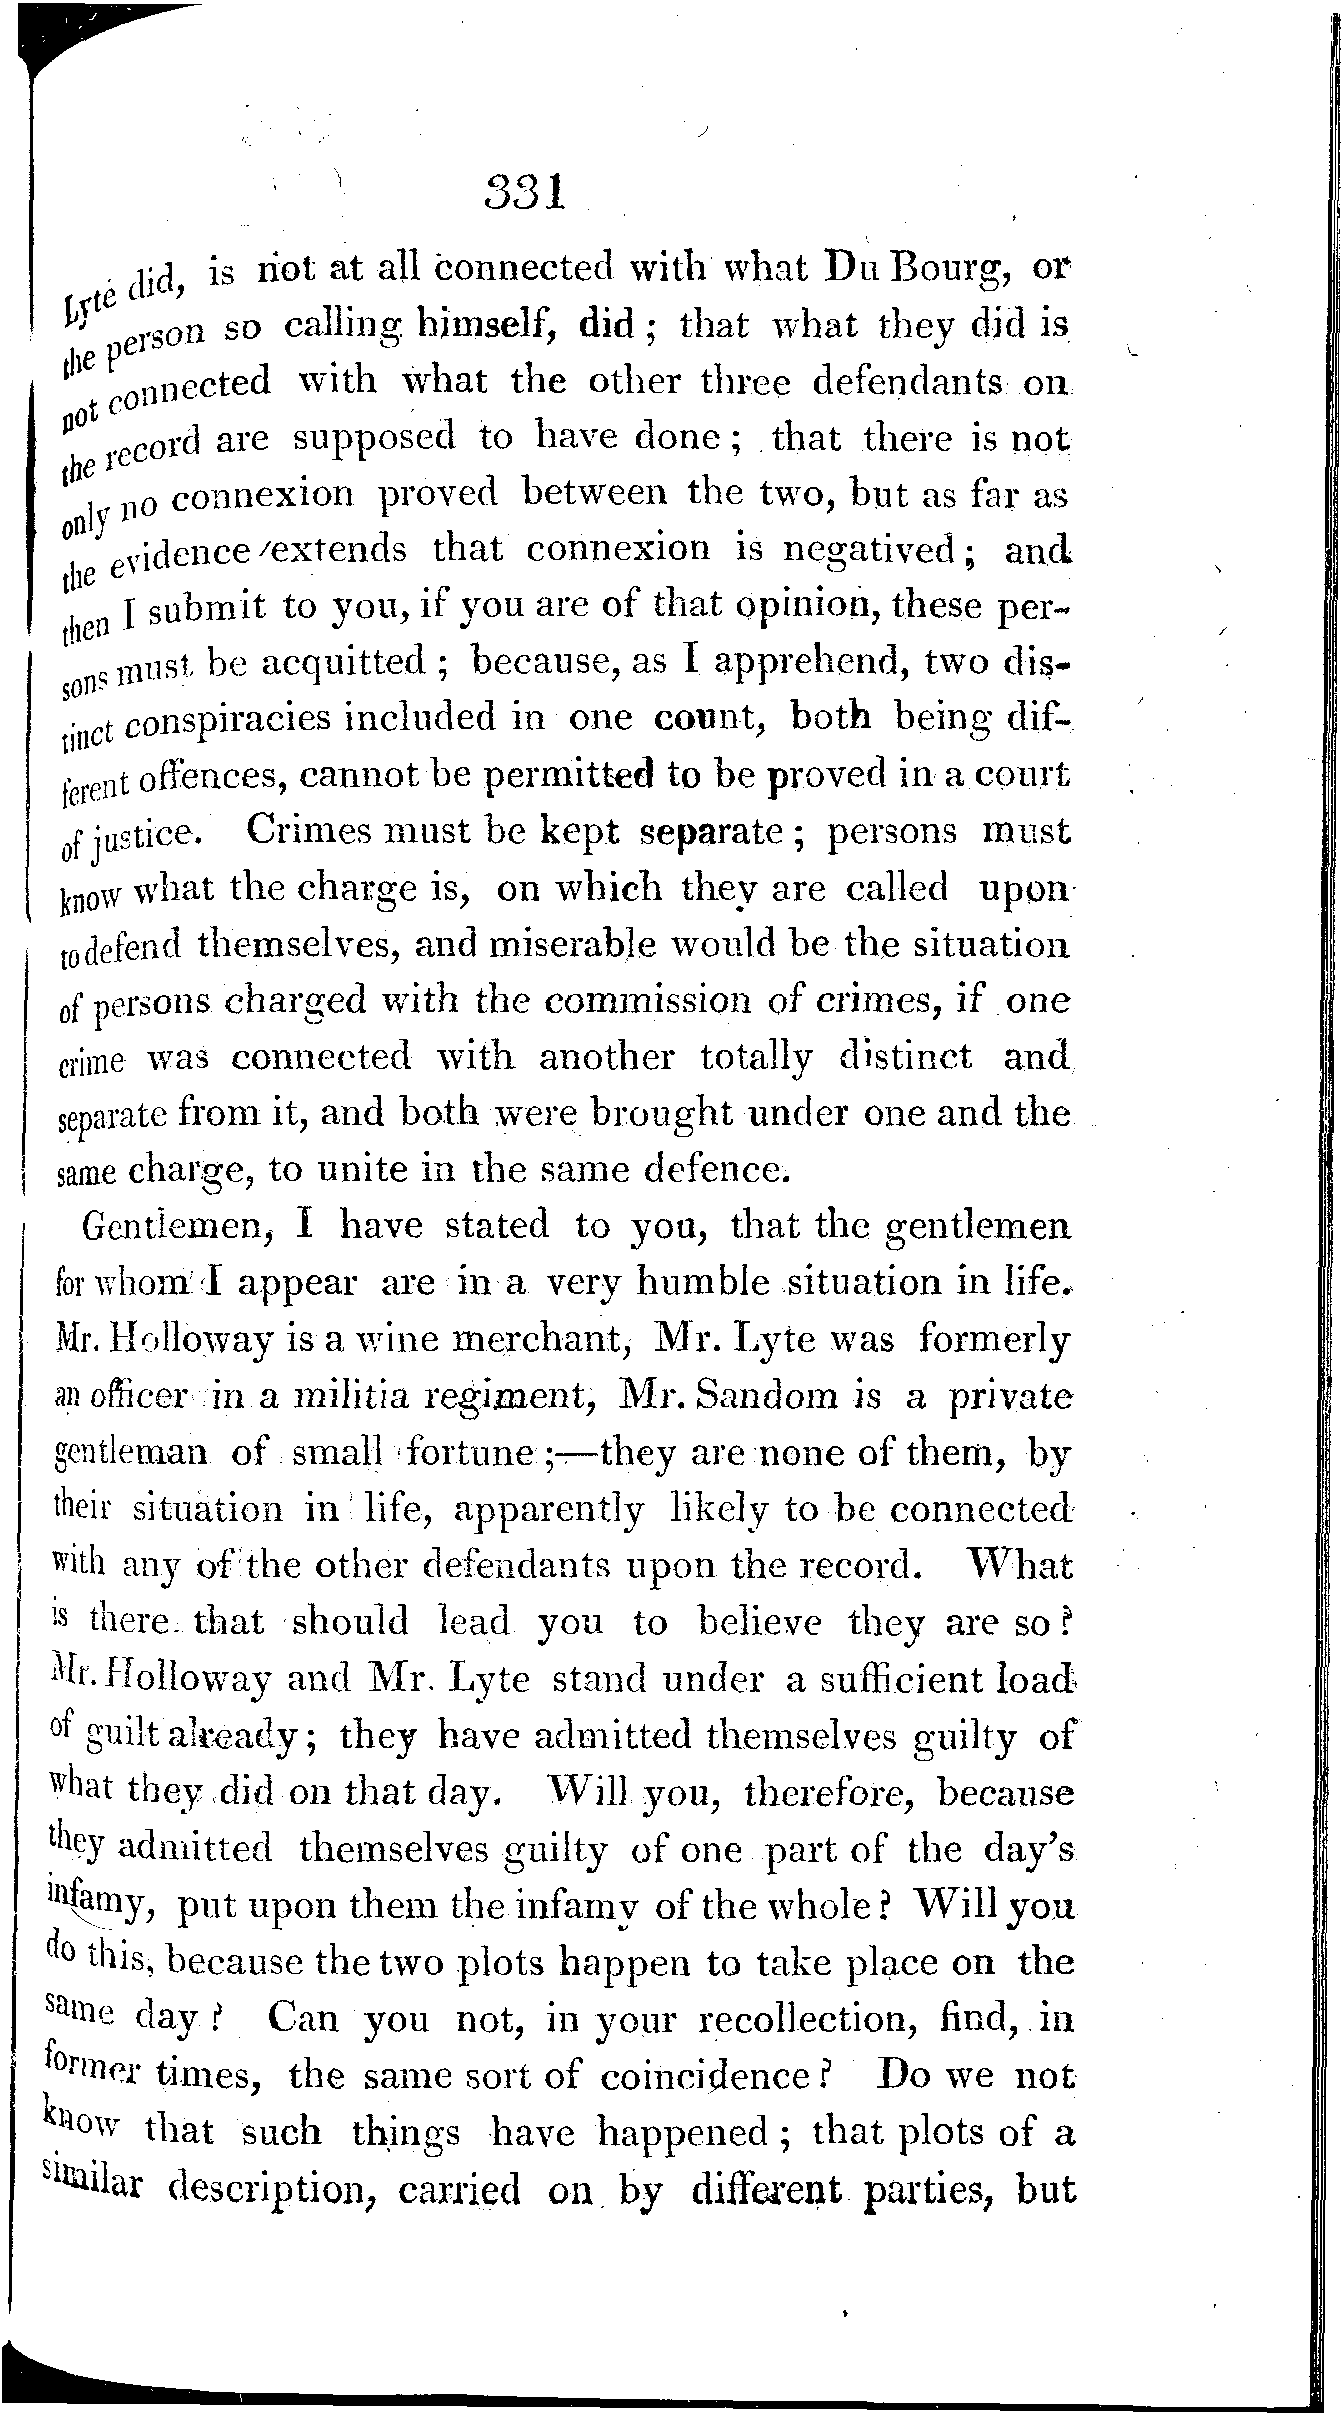 331
Lyte did, is not at all connected with what Du Bourg, or
the person so calling himself, did; that what they did is
not connected with what the other three defendants on
the record are supposed to have done; that there is not
only no connexion proved between the two, but as far as
the evidence extends that connexion is negatived; and
then I submit to you, if you are of that opinion, these per-
sons must be acquitted; because, as I apprehend, two dis-
tinct conspiracies included in one count, both being dif-
ferent offences, cannot be permitted to be proved in a court
of justice. Crimes must be kept separate; persons must
know what the charge is, on which they are called upon
to defend themselves, and miserable would be the situation
of persons charged with the commission of crimes, if one
crime was connected with another totally distinct and
separate from it, and both were brought under one and the
same charge, to unite in the same defence.
Gentlemen, I have stated to you, that the gentlemen
for whom I appear are in a very humble situation in life.
Mr. Holloway is a wine merchant, Mr. Lyte was formerly
an officer in a militia regiment, Mr. Sandom is a private
gentleman of small fortune;—they are none of them, by
their situation in life, apparently likely to be connected
with any of the other defendants upon the record. What
is there that should lead you to believe they are so?
Mr. Holloway and Mr. Lyte stand under a sufficient load
of guilt already; they have admitted themselves guilty of
what they did on that day. Will you, therefore, because
they admitted themselves guilty of one part of the day's
infamy, put upon them the infamy of the whole? Will you
do this, because the two plots happen to take place on the
same day? Can you not, in your recollection, find, in
former times, the same sort of coincidence? Do we not
know that such things have happened; that plots of a
similar description, carried on by different parties, but